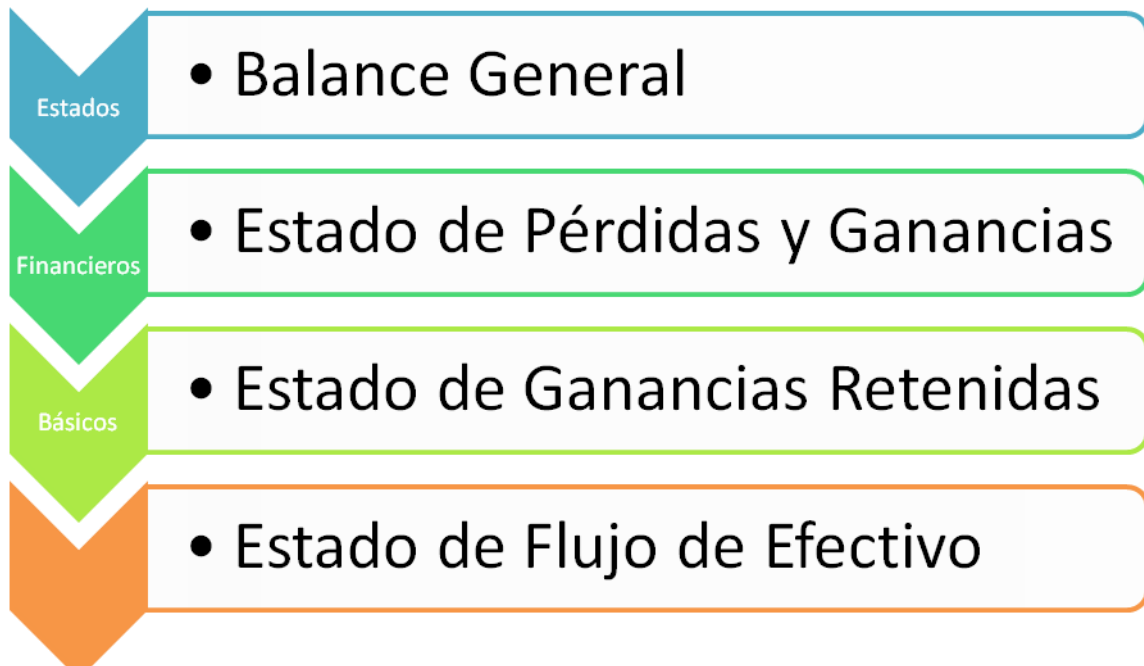 Estados
• Balance General
Financieros
• Estado de Pérdidas y Ganancias
Básicos
• Estado de Ganancias Retenidas
• Estado de Flujo de Efectivo